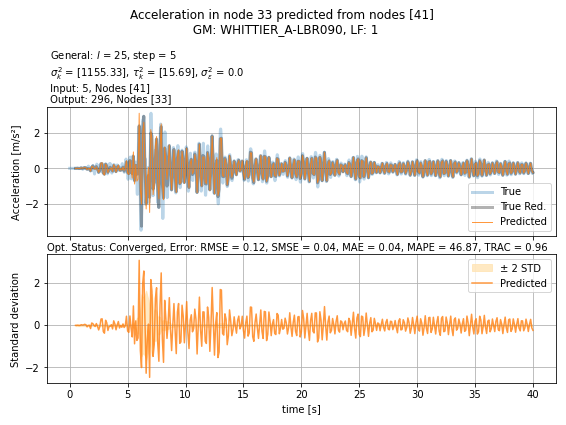 Acceleration in node 33 predicted from nodes [41]
GM: WHITTIER_A-LBR090, LF: 1
General: l = 25, step = 5
σ²ₖ = [1155.33], τ²ₖ = [15.69], σ²ε = 0.0
Input: 5, Nodes [41]
Output: 296, Nodes [33]
Acceleration [m/s²]
2
0
−2
True
True Red.
Predicted
Opt. Status: Converged, Error: RMSE = 0.12, SMSE = 0.04, MAE = 0.04, MAPE = 46.87, TRAC = 0.96
Standard deviation
2
0
−2
± 2 STD
Predicted
0 5 10 15 20 25 30 35 40
time [s]